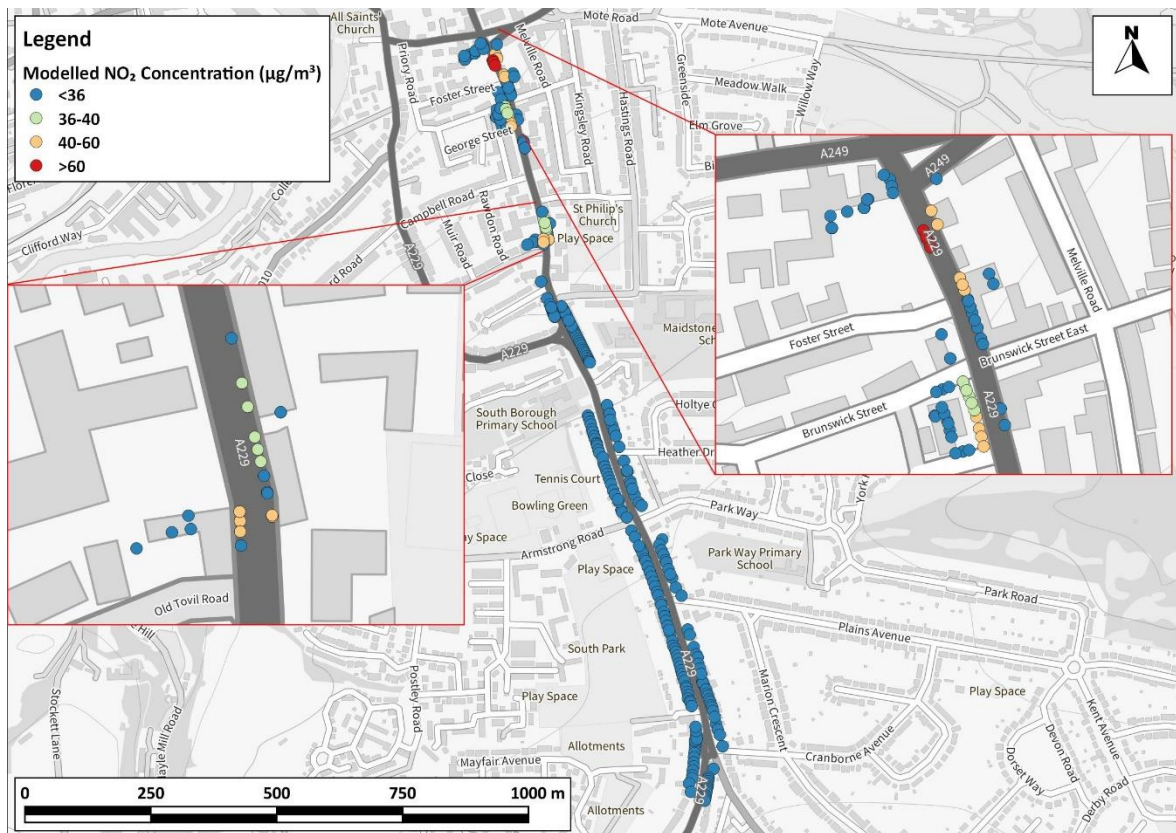 Legend
Modelled NO₂ Concentration (µg/m³)
<36
36-40
40-60
>60
N
All Saints'
Church
Mote Road
Mote Avenue
Priory Road
Melville Road
Greenside
Willow Way
Meadow Walk
Foster Street
Kingsley Road
Hastings Road
Elm Grove
George Street
Clifford Way
Campbell Road
Rawdon Road
Muir Road
St Philip's
Church
Play Space
A229
A229
South Borough
Primary School
Maidstone
Holtye
Heather
Close
Tennis Court
Bowling Green
Park Way
Armstrong Road
Play Space
Park Way Primary
School
Park Road
Plains Avenue
South Park
A229
Play Space
Postley Road
Marion Crescent
Play Space
Kent Avenue
Devon Road
Dorset Way
Derby Road
Stockett Lane
Mill Road
Allotments
Mayfair Avenue
Cranborne Avenue
A229
Allotments
0 250 500 750 1000 m
A249
A249
A229
Melville Road
Foster Street
Brunswick Street East
Brunswick Street
A229
A229
Old Tovil Road